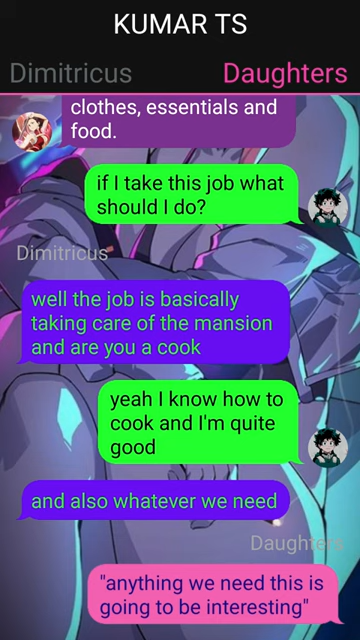 KUMAR TS
Dimitricus Daughters
clothes, essentials and
food.
if I take this job what
should I do?
Dimitricus
well the job is basically
taking care of the mansion
and are you a cook
yeah I know how to
cook and I'm quite
good
and also whatever we need
Daughters
"anything we need this is
going to be interesting"